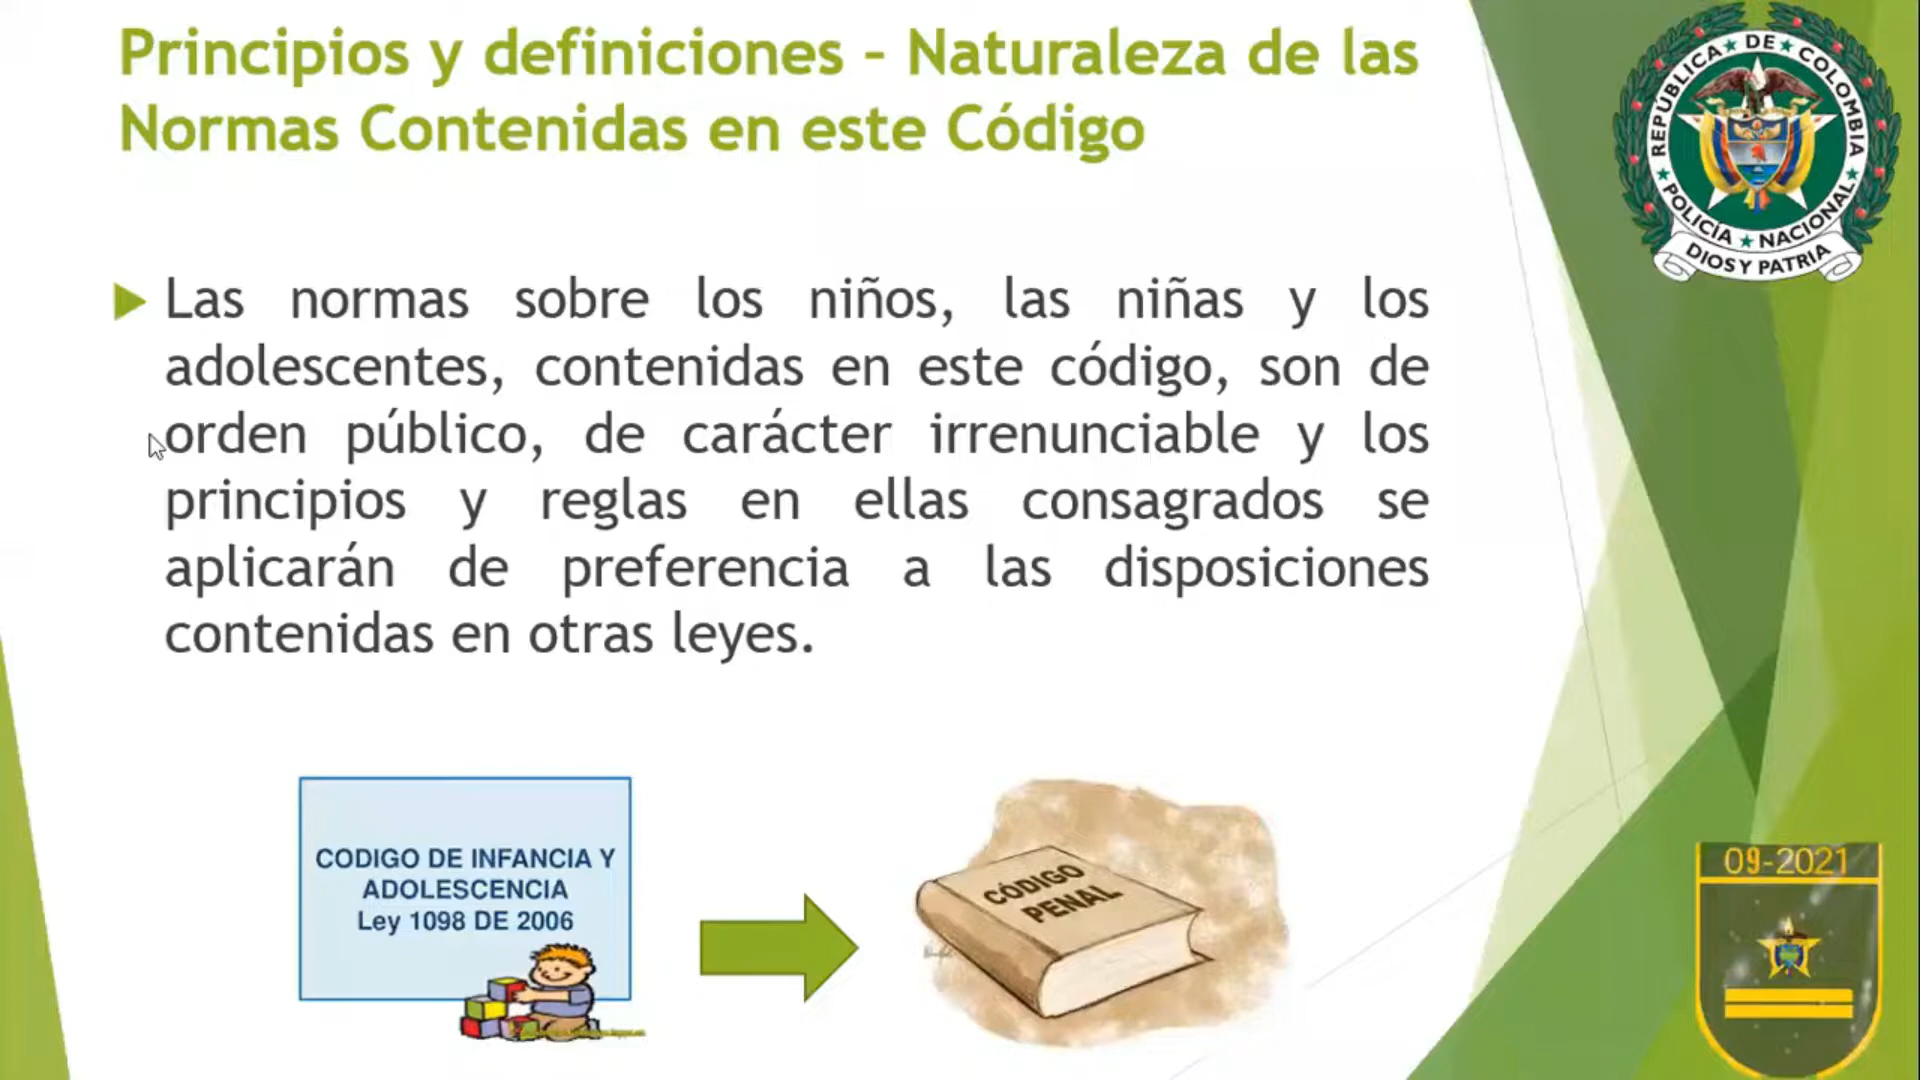 Principios y definiciones – Naturaleza de las
Normas Contenidas en este Código
REPÚBLICA DE COLOMBIA
POLICÍA NACIONAL
DIOS Y PATRIA
Las normas sobre los niños, las niñas y los
adolescentes, contenidas en este código, son de
orden público, de carácter irrenunciable y los
principios y reglas en ellas consagrados se
aplicarán de preferencia a las disposiciones
contenidas en otras leyes.
CODIGO DE INFANCIA Y
ADOLESCENCIA
Ley 1098 DE 2006
CÓDIGO
PENAL
09-2021